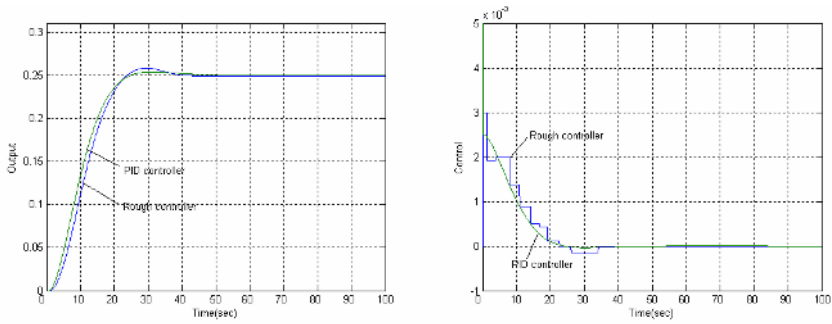 0.3
0.25
0.2
0.15
0.1
0.05
0
Output
PID controller
Rough controller
0 10 20 30 40 50 60 70 80 90 100
Time(sec)
5 x 10-3
4
3
2
1
0
-1
Control
Rough controller
PID controller
0 10 20 30 40 50 60 70 80 90 100
Time(sec)